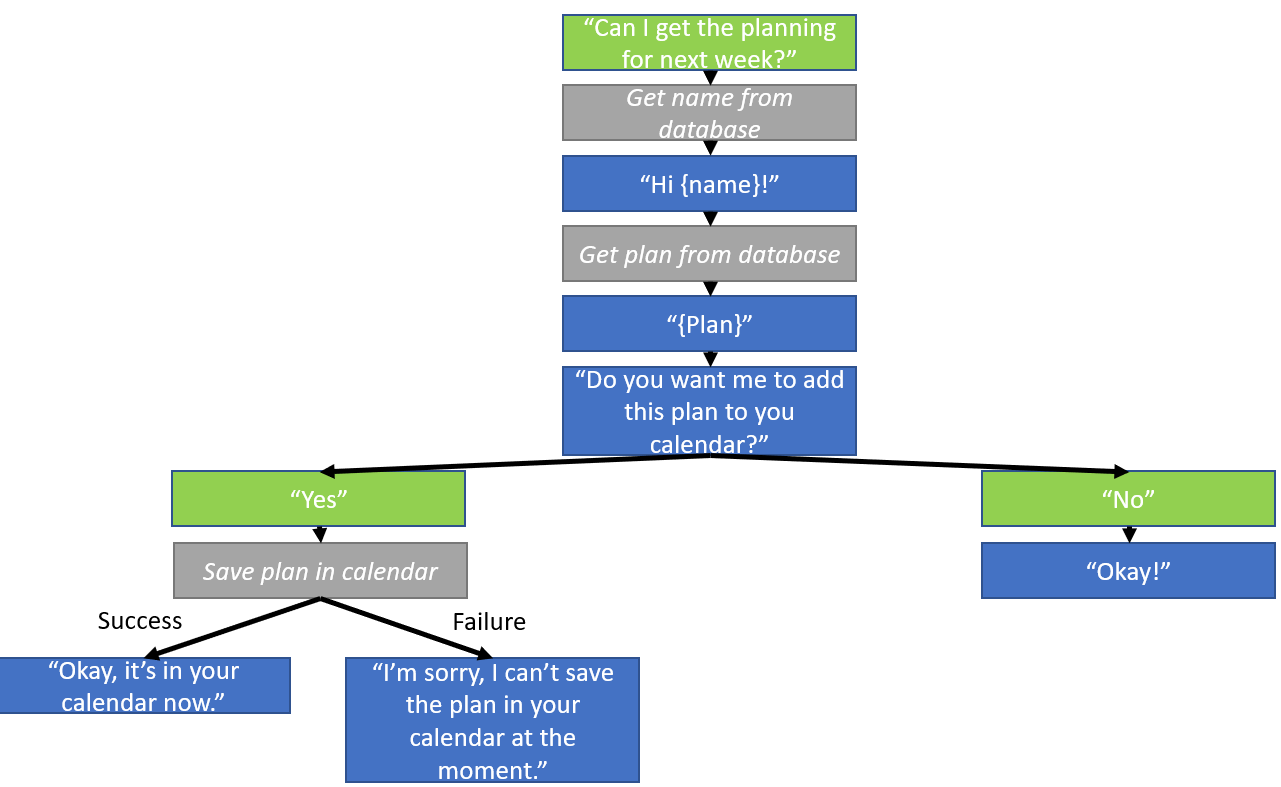 “Can I get the planning
for next week?”
Get name from
database
“Hi {name}!”
Get plan from database
“{Plan}”
“Do you want me to add
this plan to you
calendar?”
“Yes”
“No”
Save plan in calendar
“Okay!”
Success
Failure
“Okay, it’s in your
calendar now.”
“I’m sorry, I can’t save
the plan in your
calendar at the
moment.”